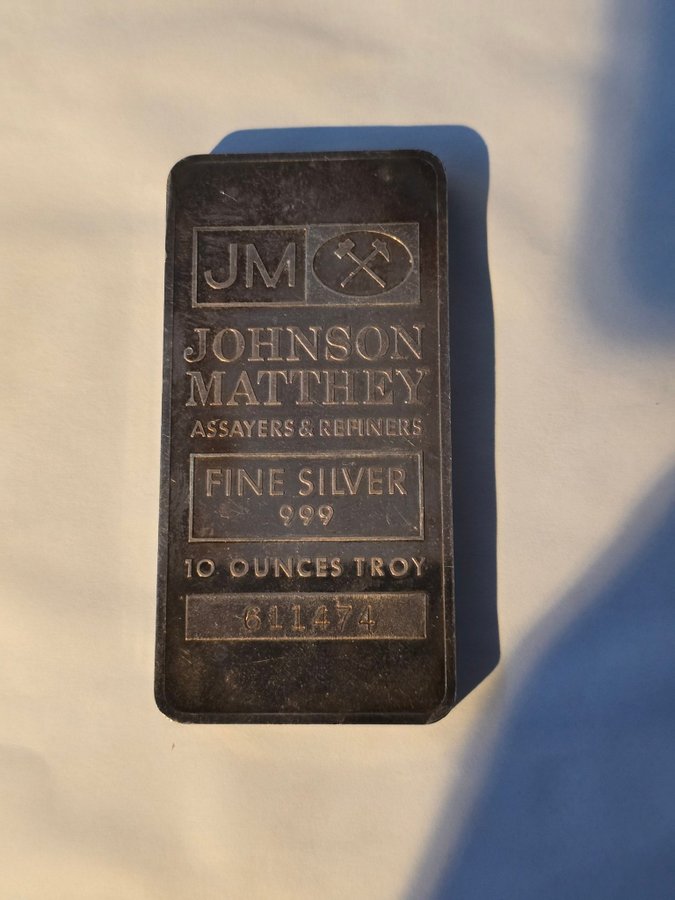 JM
JOHNSON
MATTHEY
ASSAYERS & REFINERS
FINE SILVER
999
10 OUNCES TROY
611474